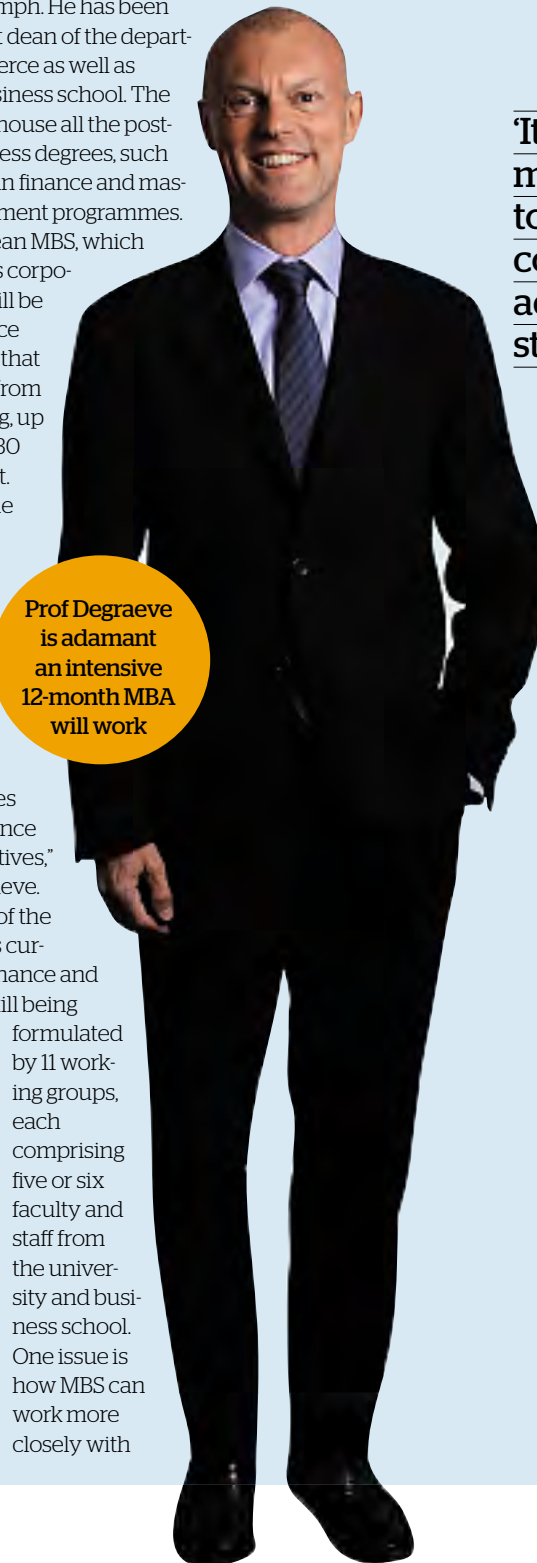 mph. He has been
t dean of the depart-
erce as well as
siness school. The
house all the post-
ess degrees, such
in finance and mas-
ment programmes.
ean MBS, which
s corpo-
ill be
ce
that
from
g, up
30
t.
e
Prof Degraeve
is adamant
an intensive
12-month MBA
will work
es
nce
tives,”
eve.
of the
s cur-
nance and
ill being
formulated
by 11 work-
ing groups,
each
comprising
five or six
faculty and
staff from
the univer-
sity and busi-
ness school.
One issue is
how MBS can
work more
closely with
‘It
m
to
co
ac
st